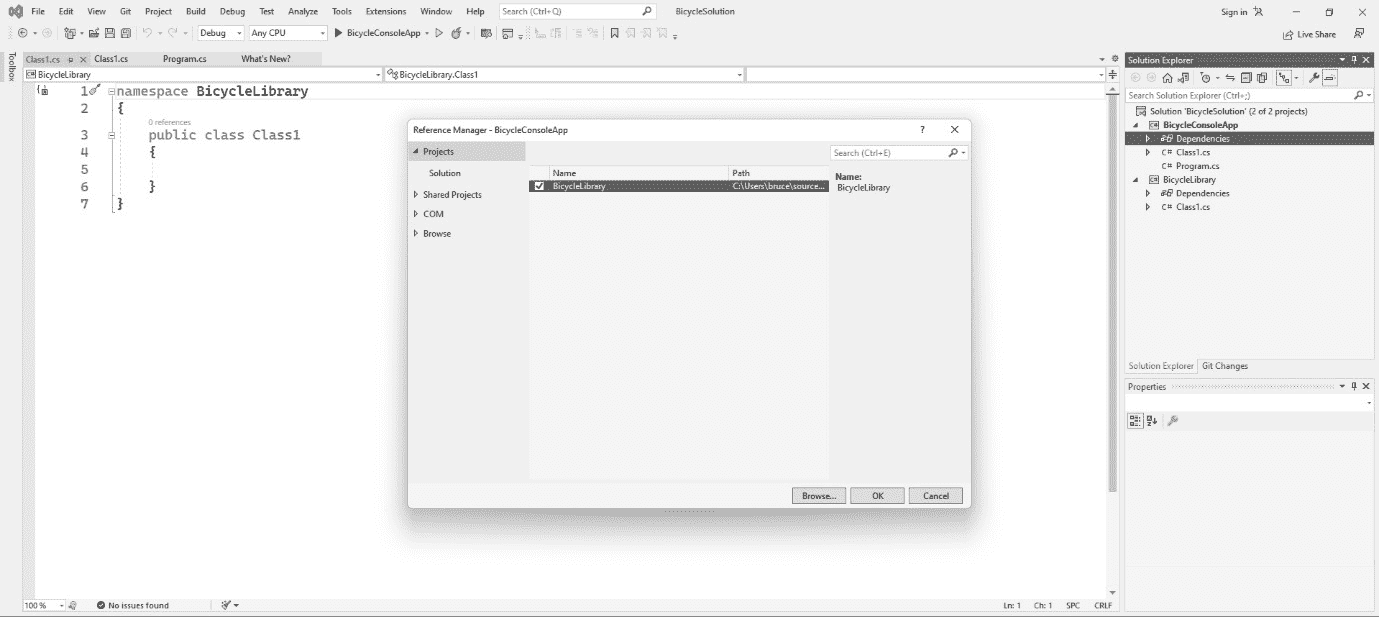 File Edit View Git Project Build Debug Test Analyze Tools Extensions Window Help Search (Ctrl+Q) BicycleSolution Sign in
Debug Any CPU BicycleConsoleApp Live Share
Toolbox
Class1.cs Class1.cs Program.cs What's New?
BicycleLibrary BicycleLibrary.Class1
1 namespace BicycleLibrary
2 {
0 references
3 public class Class1
4 {
5
6 }
7 }
Reference Manager - BicycleConsoleApp ?
Projects
Solution
Shared Projects
COM
Browse
Search (Ctrl+E)
Name Path
BicycleLibrary C:\Users\bruce\source...
Name:
BicycleLibrary
Browse... OK Cancel
Solution Explorer
Search Solution Explorer (Ctrl+;)
Solution 'BicycleSolution' (2 of 2 projects)
BicycleConsoleApp
Dependencies
C# Class1.cs
C# Program.cs
BicycleLibrary
Dependencies
C# Class1.cs
Solution Explorer Git Changes
Properties
100 % No issues found Ln: 1 Ch: 1 SPC CRLF